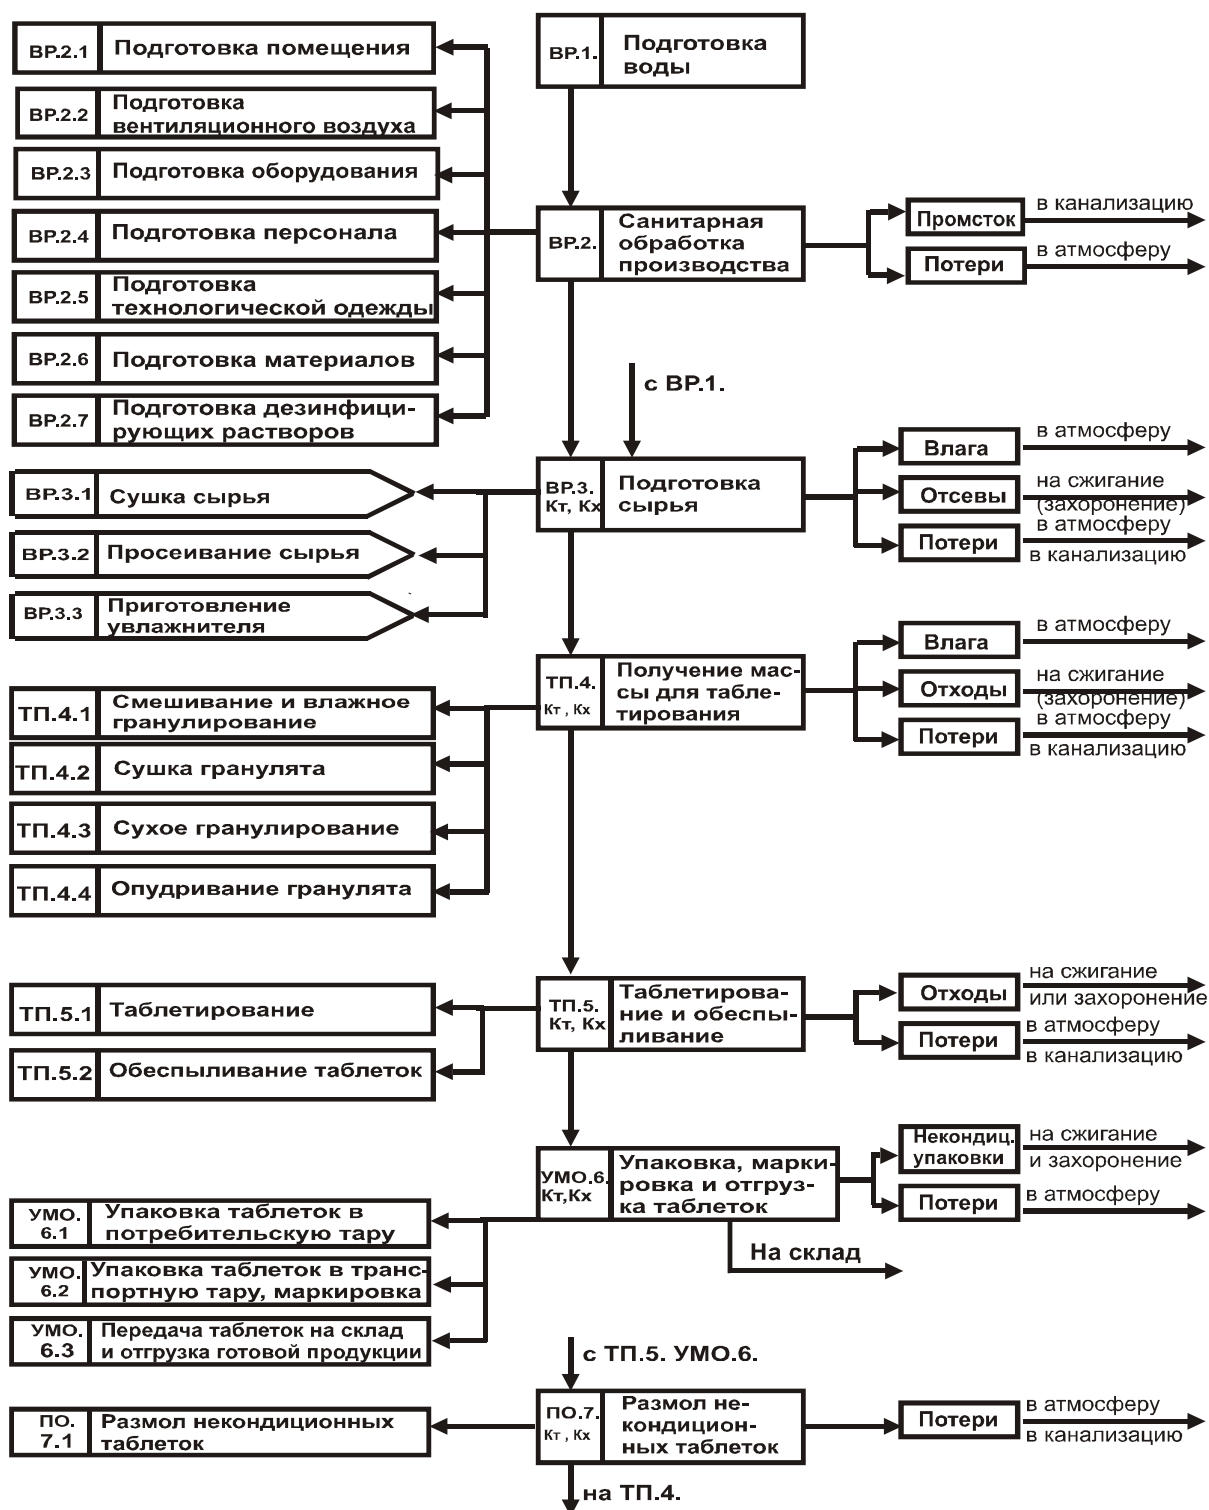 ВР.2.1
Подготовка помещения
ВР.1.
Подготовка
воды
ВР.2.2
Подготовка
вентиляционного воздуха
ВР.2.3
Подготовка оборудования
ВР.2.4
Подготовка персонала
ВР.2.
Санитарная
обработка
производства
Промсток
в канализацию
Потери
в атмосферу
ВР.2.5
Подготовка
технологической одежды
ВР.2.6
Подготовка материалов
с ВР.1.
ВР.2.7
Подготовка дезинфици-
рующих растворов
ВР.3.
Кт, Кх
Подготовка
сырья
Влага
в атмосферу
Отсевы
на сжигание
(захоронение)
Потери
в атмосферу
в канализацию
ВР.3.1
Сушка сырья
ВР.3.2
Просеивание сырья
ВР.3.3
Приготовление
увлажнителя
ТП.4.
Кт , Кх
Получение мас-
сы для табле-
тирования
Влага
в атмосферу
Отходы
на сжигание
(захоронение)
Потери
в атмосферу
в канализацию
ТП.4.1
Смешивание и влажное
гранулирование
ТП.4.2
Сушка гранулята
ТП.4.3
Сухое гранулирование
ТП.4.4
Опудривание гранулята
ТП.5.1
Таблетирование
ТП.5.
Кт, Кх
Таблетирова-
ние и обеспы-
ливание
Отходы
на сжигание
или захоронение
Потери
в атмосферу
в канализацию
ТП.5.2
Обеспыливание таблеток
УМО.6.
Кт,Кх
Упаковка, марки-
ровка и отгруз-
ка таблеток
Некондиц.
упаковки
на сжигание
и захоронение
Потери
в атмосферу
На склад
УМО.
6.1
Упаковка таблеток в
потребительскую тару
УМО.
6.2
Упаковка таблеток в транс-
портную тару, маркировка
УМО.
6.3
Передача таблеток на склад
и отгрузка готовой продукции
с ТП.5. УМО.6.
ПО.
7.1
Размол некондиционных
таблеток
ПО.7.
Кт , Кх
Размол не-
кондицион-
ных таблеток
Потери
в атмосферу
в канализацию
на ТП.4.